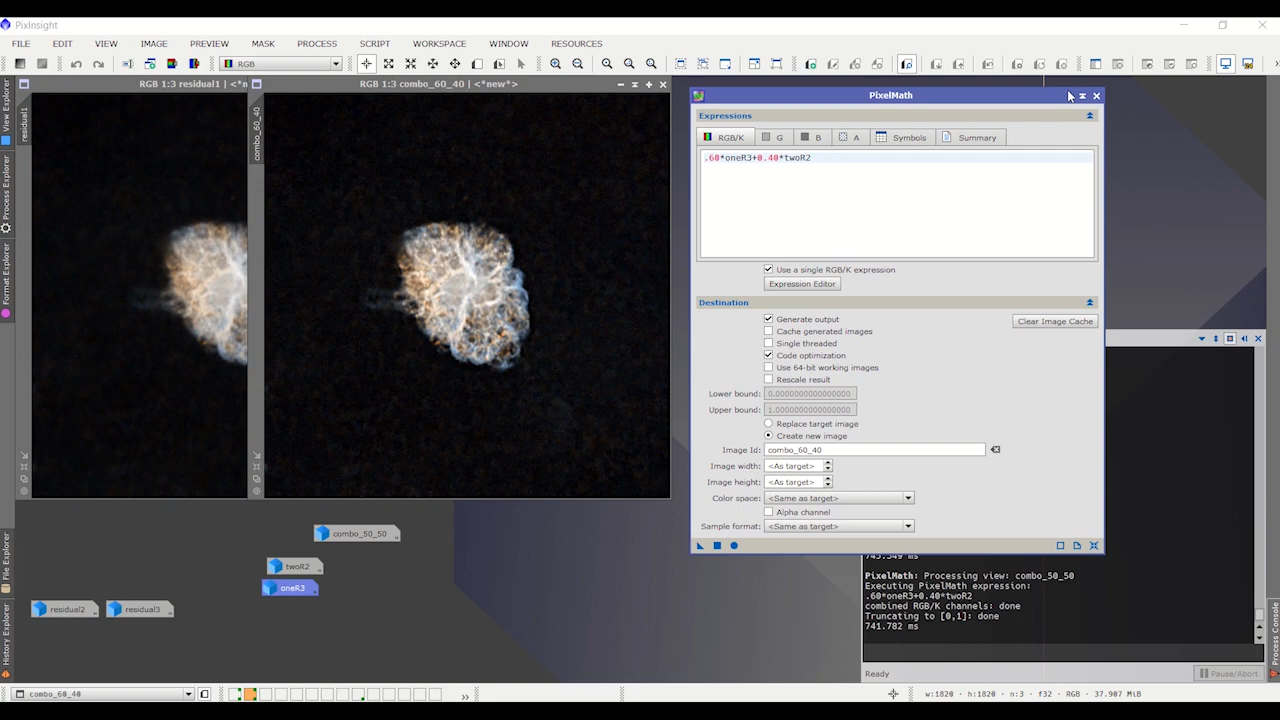 PixInsight
FILE EDIT VIEW IMAGE PREVIEW MASK PROCESS SCRIPT WORKSPACE WINDOW RESOURCES
RGB
View Explorer
Process Explorer
Format Explorer
File Explorer
History Explorer
RGB 1:3 residual1 | <*n
residual1
RGB 1:3 combo_60_40 | <*new*>
combo_60_40
PixelMath
Expressions
RGB/K G B A Symbols Summary
.60*oneR3+0.40*twoR2
Use a single RGB/K expression
Expression Editor
Destination
Generate output
Clear Image Cache
Cache generated images
Single threaded
Code optimization
Use 64-bit working images
Rescale result
Lower bound: 0.0000000000000000
Upper bound: 1.0000000000000000
Replace target image
Create new image
Image Id: combo_60_40
Image width: <As target>
Image height: <As target>
Color space: <Same as target>
Alpha channel
Sample format: <Same as target>
combo_50_50
twoR2
oneR3
residual2
residual3
743.349 ms
PixelMath: Processing view: combo_50_50
Executing PixelMath expression:
.60*oneR3+0.40*twoR2
combined RGB/K channels: done
Truncating to [0,1]: done
741.782 ms
Process Console
Ready
Pause/Abort
combo_60_40
w:1820 · h:1820 · n:3 · f32 · RGB · 37.907 MiB